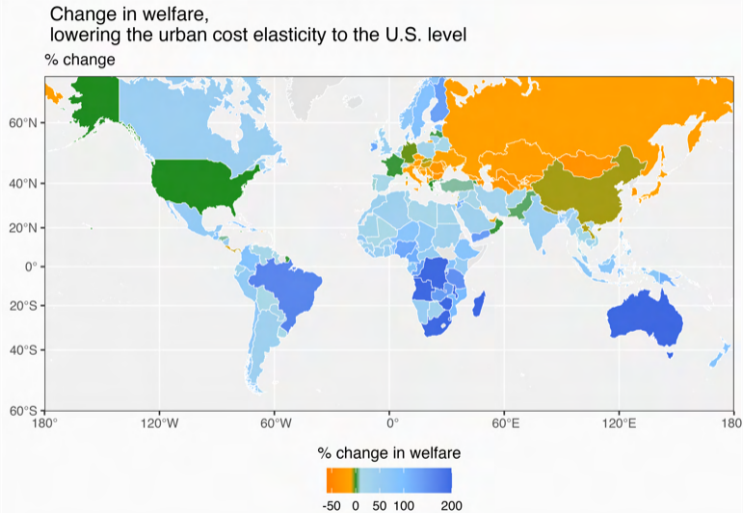 Change in welfare,
lowering the urban cost elasticity to the U.S. level
% change
60°N
40°N
20°N
0°
20°S
40°S
60°S
180° 120°W 60°W 0° 60°E 120°E 180
% change in welfare
-50 0 50 100 200